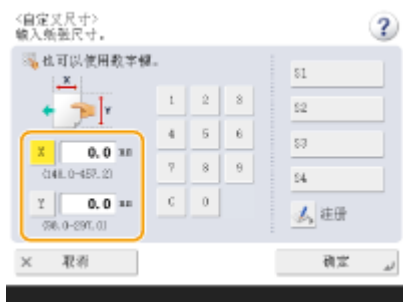 <自定义尺寸>
输入纸张尺寸。
?
也可以使用数字键。
X
Y
1 2 3
4 5 6
7 8 9
C 0
X 0.0 mm
(148.0-457.2)
Y 0.0 mm
(98.0-297.0)
S1
S2
S3
S4
注册
× 取消
确定